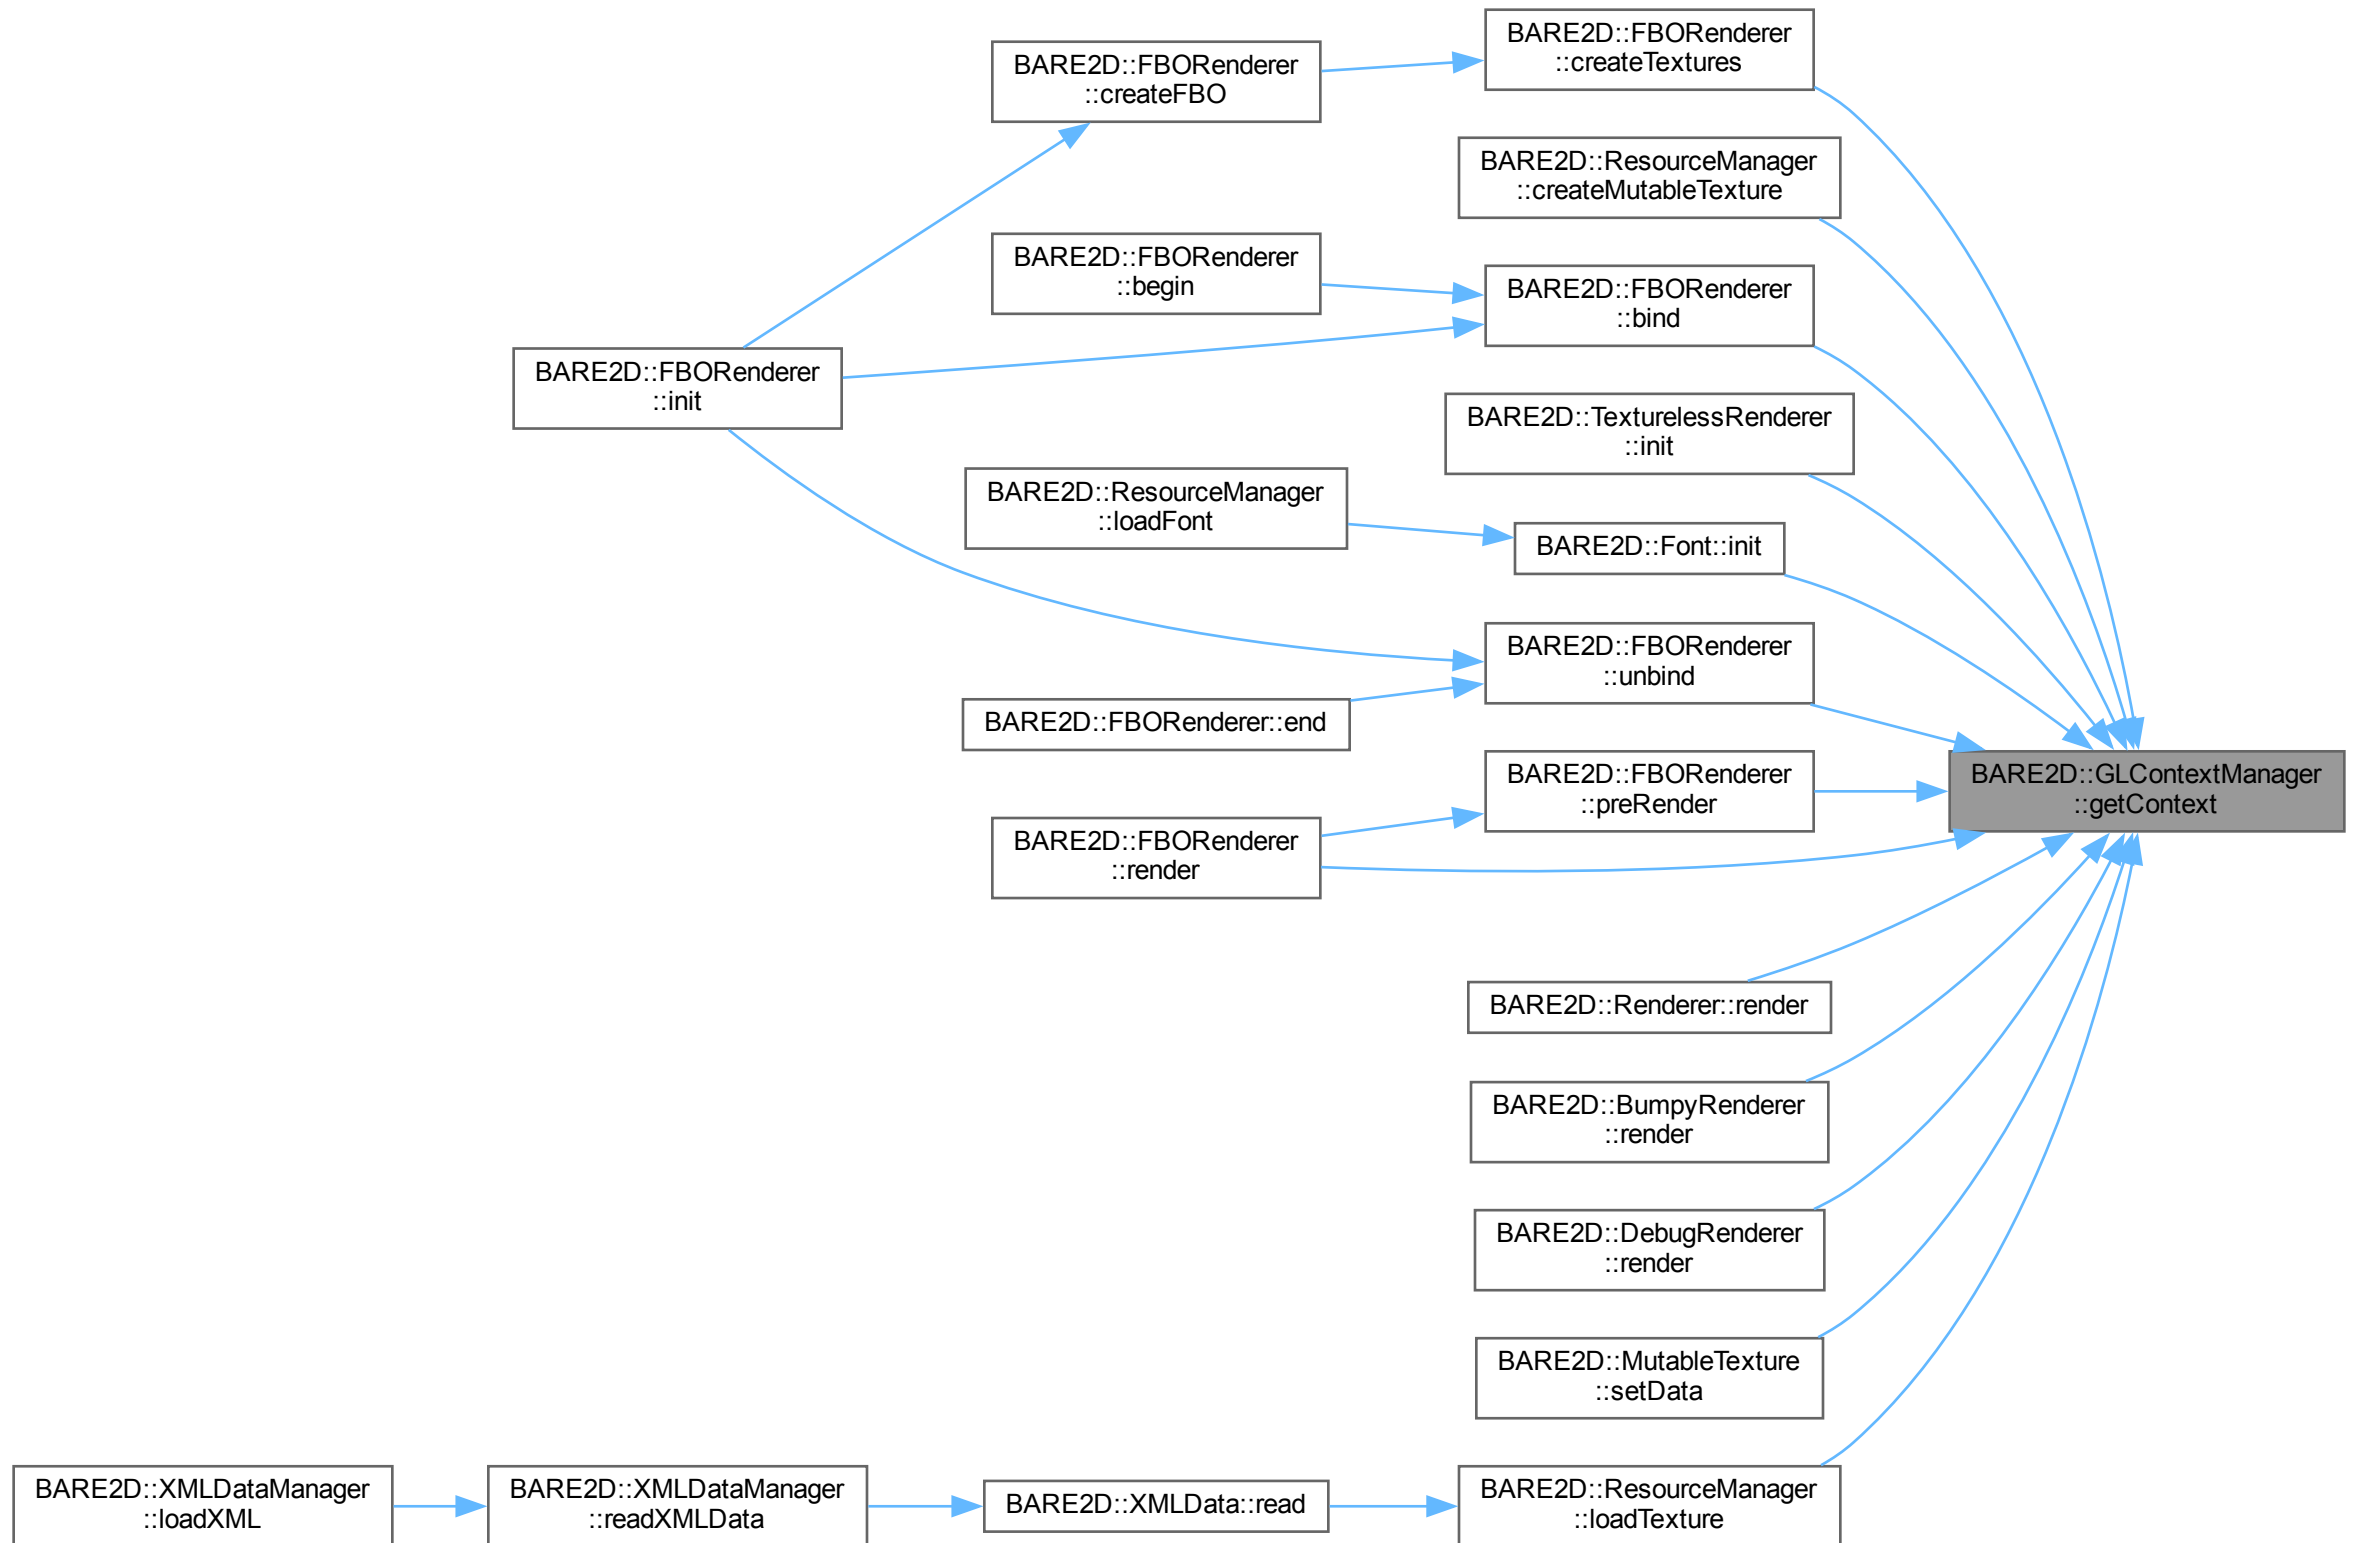 BARE2D::FBORenderer
::createTextures
BARE2D::FBORenderer
::createFBO
BARE2D::ResourceManager
::createMutableTexture
BARE2D::FBORenderer
::begin
BARE2D::FBORenderer
::bind
BARE2D::FBORenderer
::init
BARE2D::TexturelessRenderer
::init
BARE2D::ResourceManager
::loadFont
BARE2D::Font::init
BARE2D::FBORenderer
::unbind
BARE2D::FBORenderer::end
BARE2D::GLContextManager
::getContext
BARE2D::FBORenderer
::preRender
BARE2D::FBORenderer
::render
BARE2D::Renderer::render
BARE2D::BumpyRenderer
::render
BARE2D::DebugRenderer
::render
BARE2D::MutableTexture
::setData
BARE2D::XMLDataManager
::loadXML
BARE2D::XMLDataManager
::readXMLData
BARE2D::XMLData::read
BARE2D::ResourceManager
::loadTexture